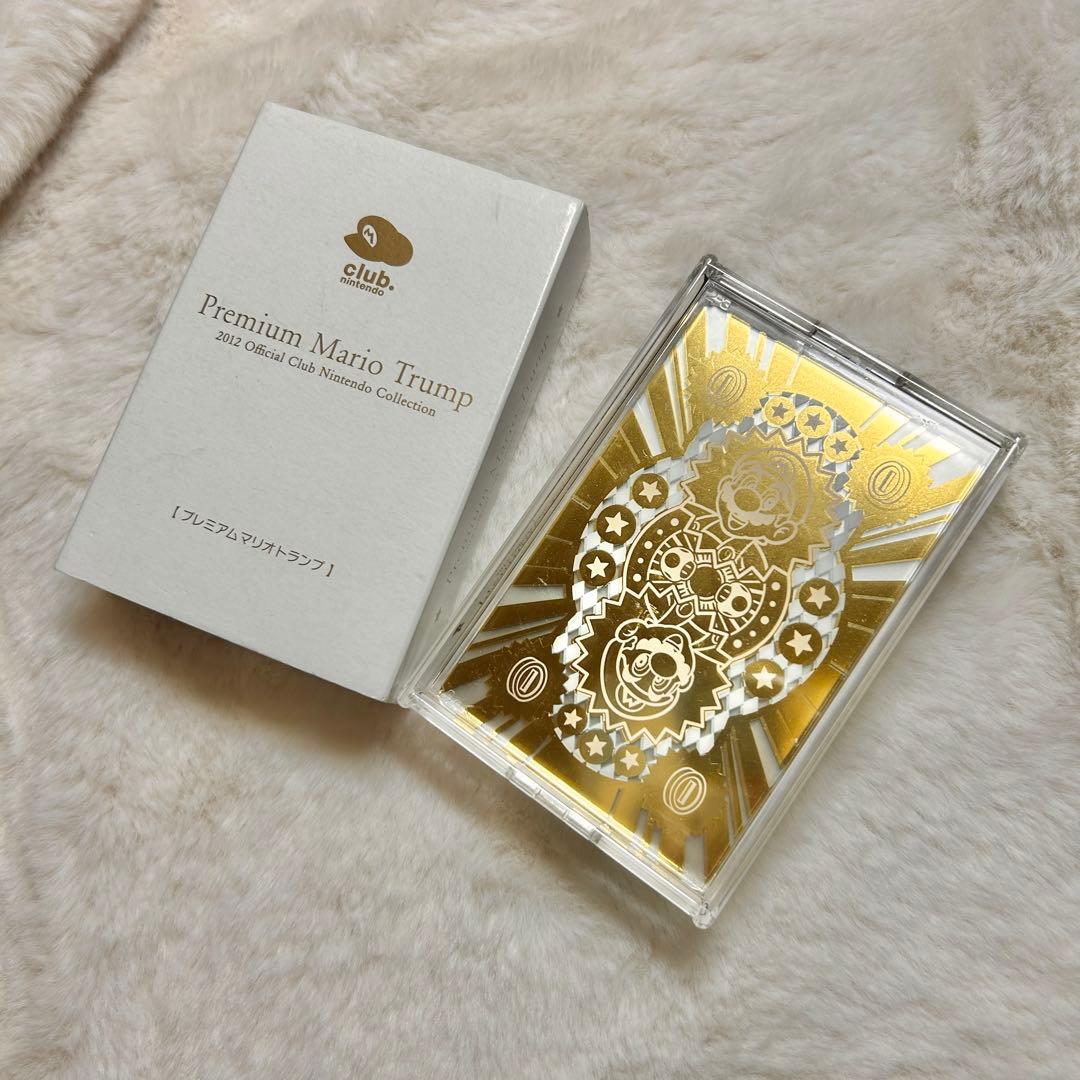 M
club.
nintendo
Premium Mario Trump
2012 Official Club Nintendo Collection
【プレミアムマリオトランプ】